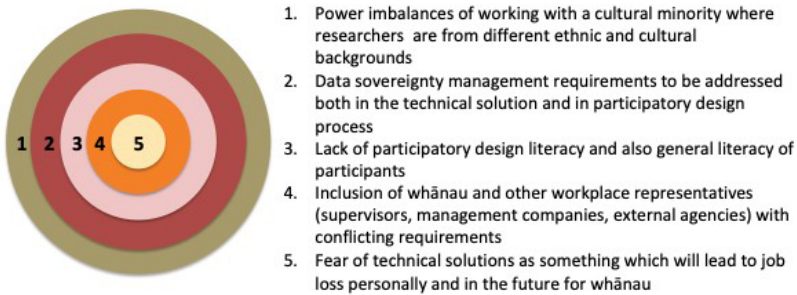 1 2 3 4 5
1. Power imbalances of working with a cultural minority where
researchers are from different ethnic and cultural
backgrounds
2. Data sovereignty management requirements to be addressed
both in the technical solution and in participatory design
process
3. Lack of participatory design literacy and also general literacy of
participants
4. Inclusion of whānau and other workplace representatives
(supervisors, management companies, external agencies) with
conflicting requirements
5. Fear of technical solutions as something which will lead to job
loss personally and in the future for whānau